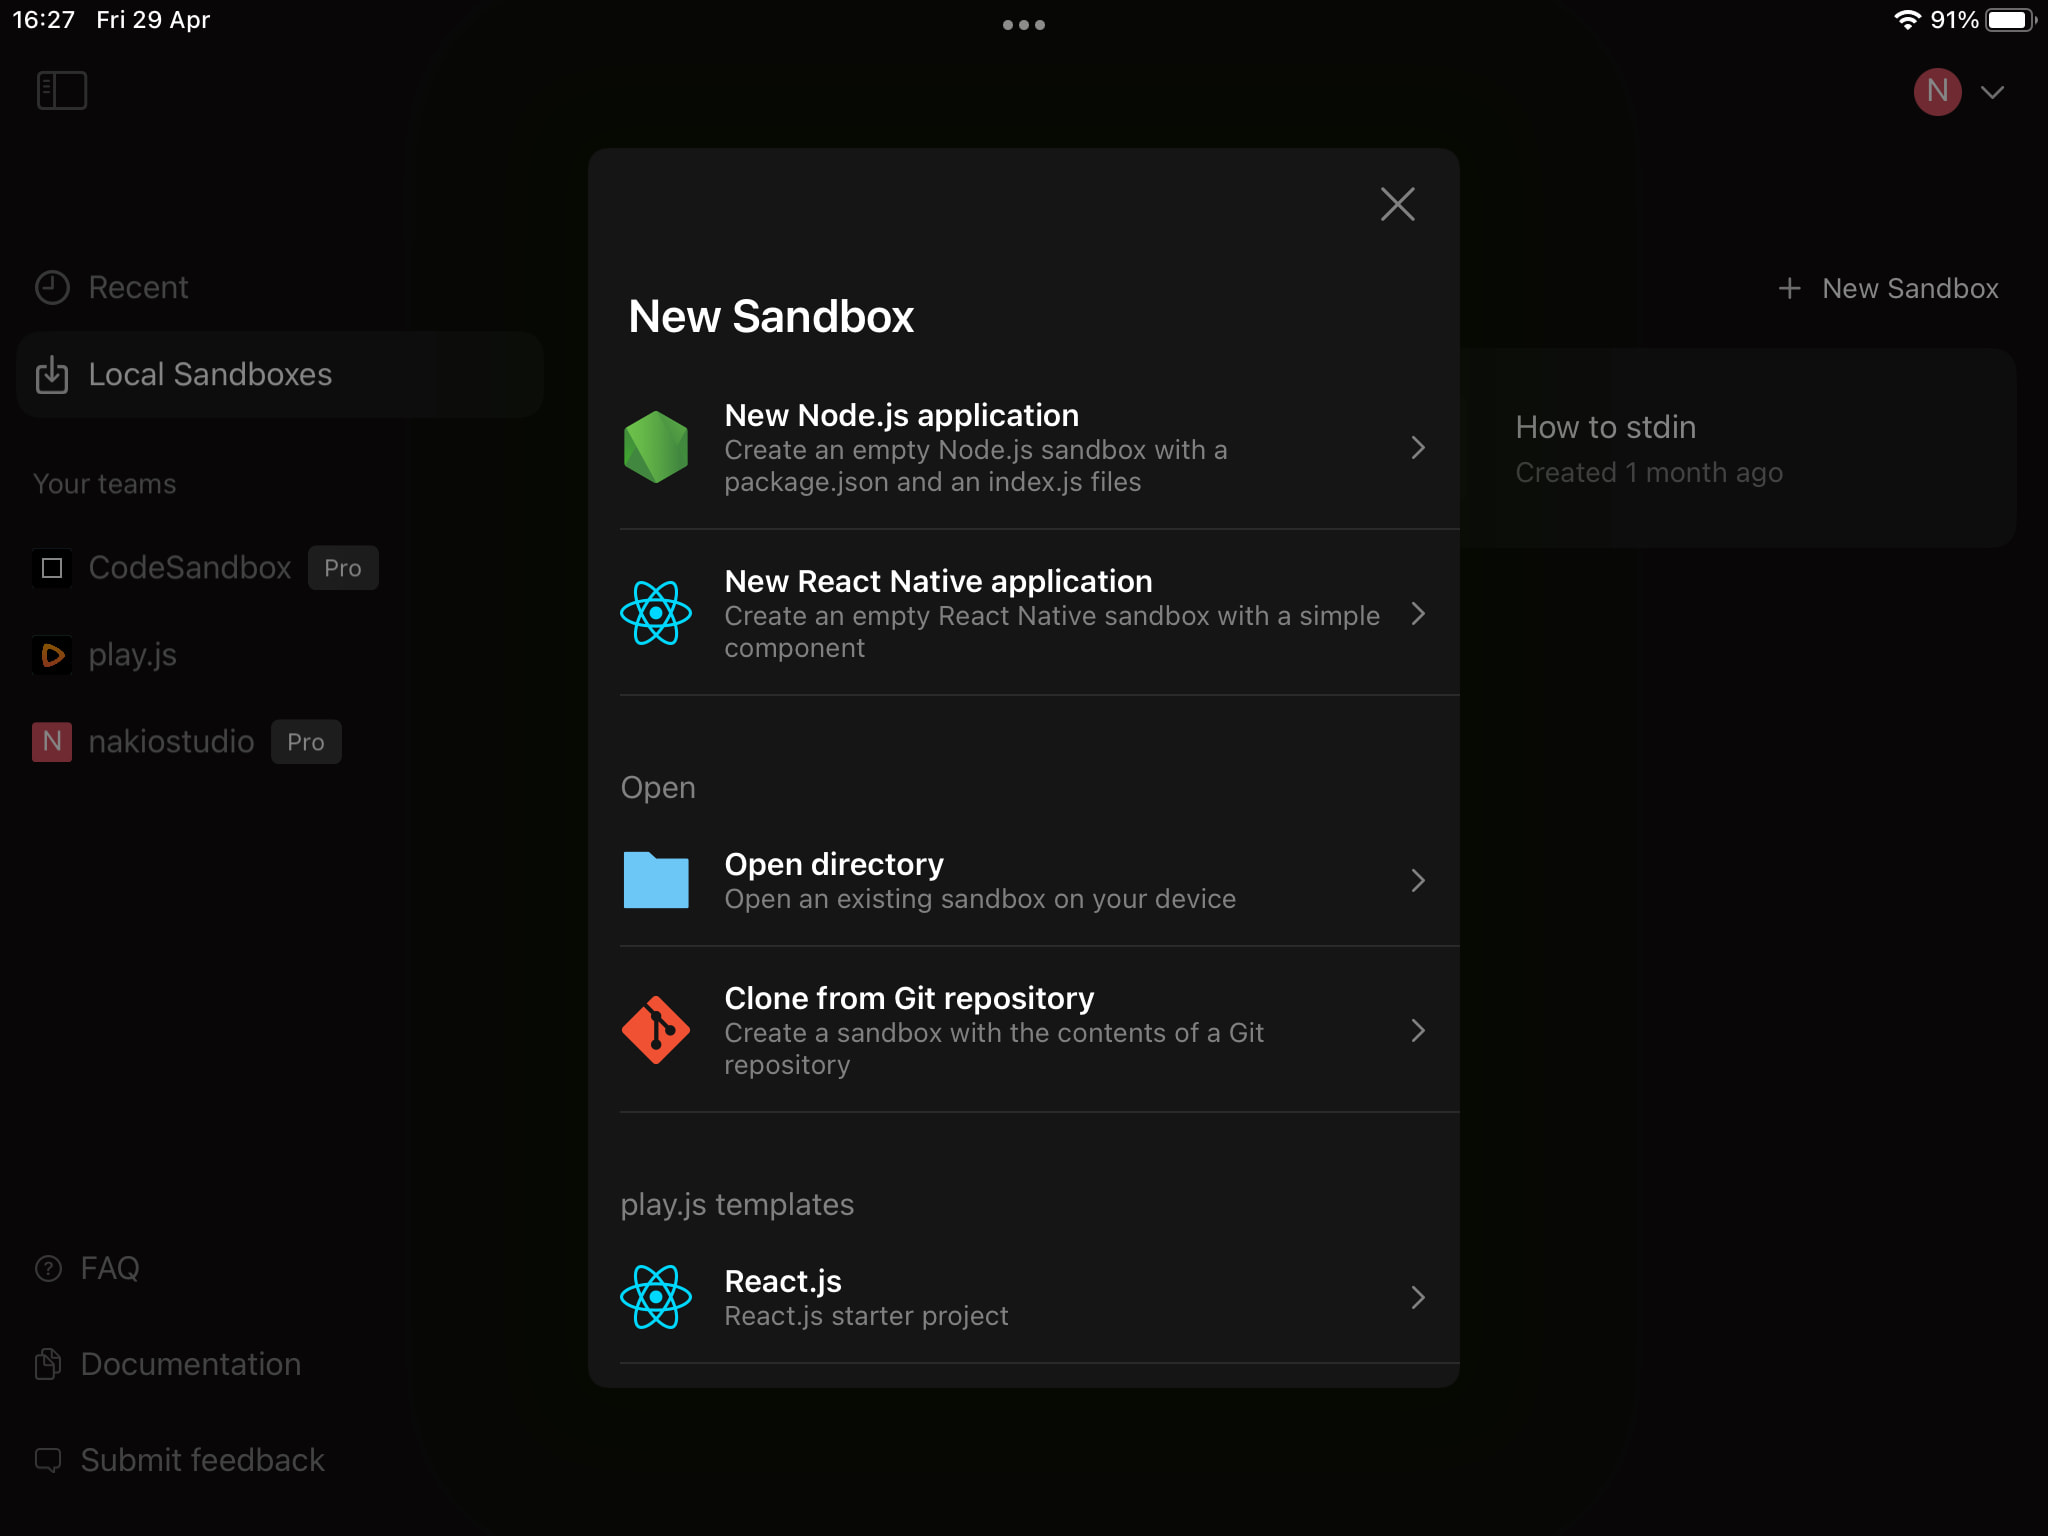 16:27 Fri 29 Apr
91%
N
Recent
Local Sandboxes
Your teams
CodeSandbox Pro
play.js
N nakiostudio Pro
FAQ
Documentation
Submit feedback
New Sandbox
New Node.js application
Create an empty Node.js sandbox with a
package.json and an index.js files
New React Native application
Create an empty React Native sandbox with a simple
component
Open
Open directory
Open an existing sandbox on your device
Clone from Git repository
Create a sandbox with the contents of a Git
repository
play.js templates
React.js
React.js starter project
+ New Sandbox
How to stdin
Created 1 month ago